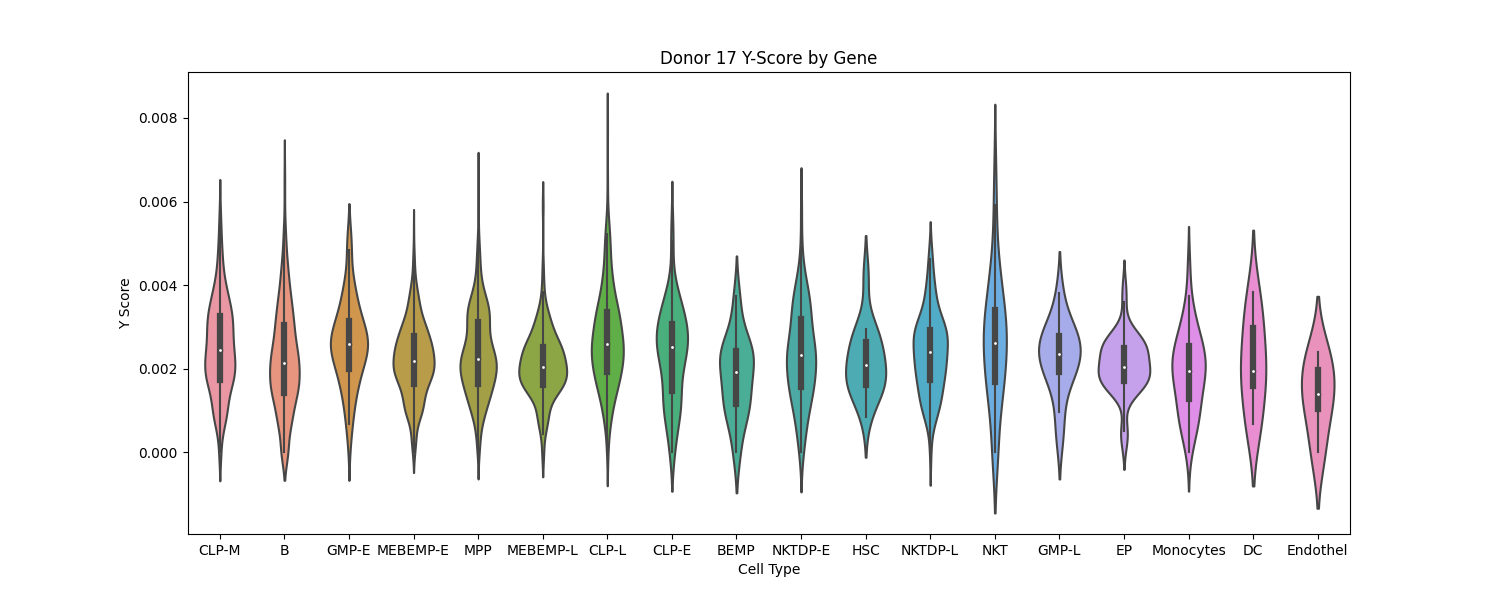 Donor 17 Y-Score by Gene
Y Score
0.008
0.006
0.004
0.002
0.000
CLP-M B GMP-E MEBEMP-E MPP MEBEMP-L CLP-L CLP-E BEMP NKTDP-E HSC NKTDP-L NKT GMP-L EP Monocytes DC Endothel
Cell Type